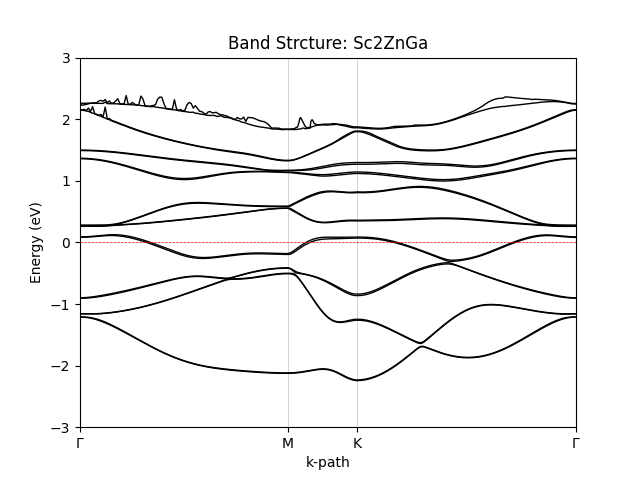 Band Strcture: Sc2ZnGa
3
2
1
0
−1
−2
−3
Energy (eV)
Γ
M
K
Γ
k-path